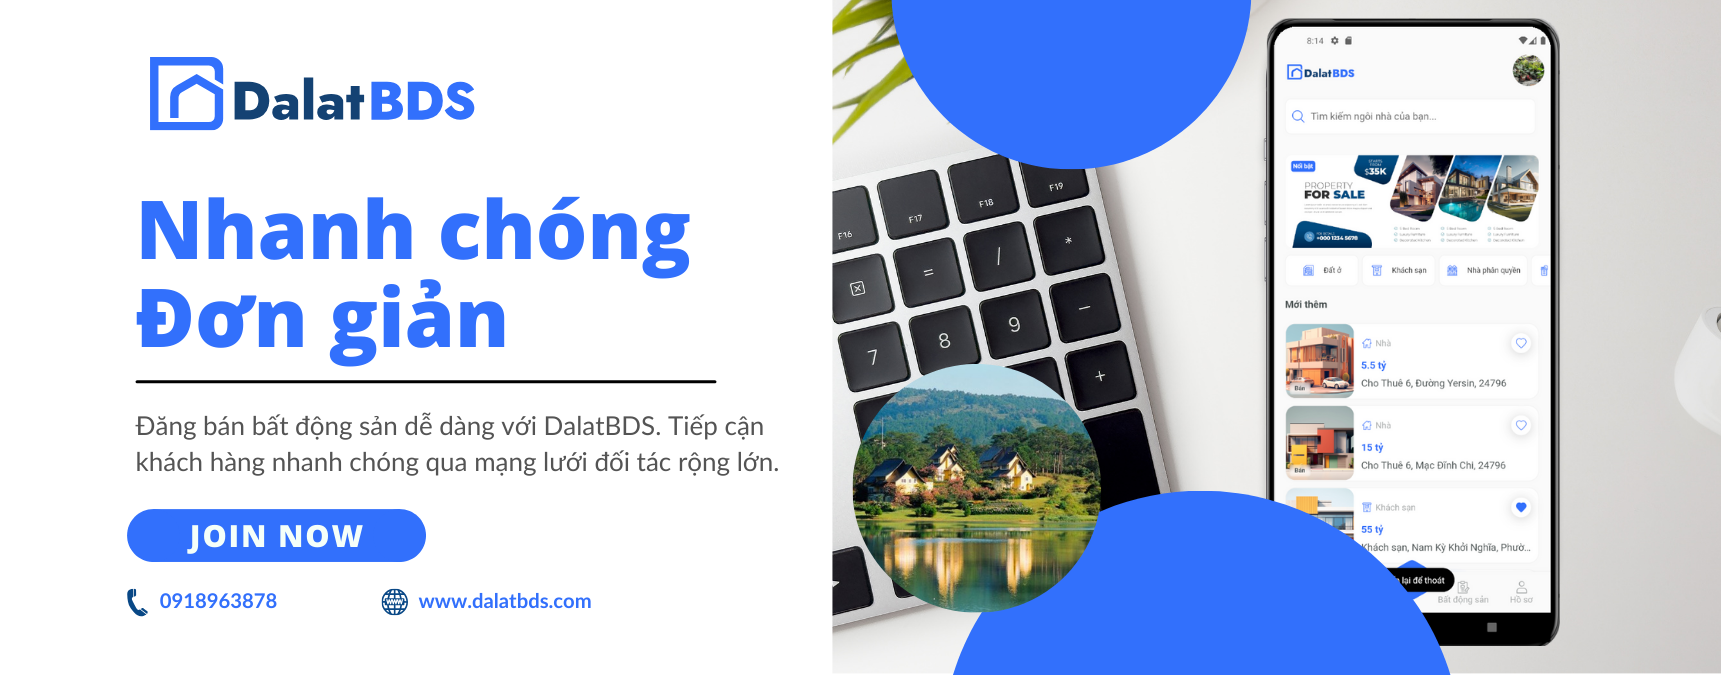 DalatBDS
Nhanh chóng
Đơn giản
Đăng bán bất động sản dễ dàng với DalatBDS. Tiếp cận
khách hàng nhanh chóng qua mạng lưới đối tác rộng lớn.
JOIN NOW
0918963878
www.dalatbds.com
F16
F17
F18
F19
=
/
*
7
8
9
−
+
8:14
DalatBDS
Tìm kiếm ngôi nhà của bạn...
Nổi bật
STARTS
FROM
$35K
PROPERTY
FOR SALE
+000 1234 5678
Đất ở
Khách sạn
Nhà phân quyền
Mới thêm
Nhà
5.5 tỷ
Cho Thuê 6, Đường Yersin, 24796
Bán
Nhà
15 tỷ
Cho Thuê 6, Mạc Đĩnh Chi, 24796
Bán
Khách sạn
55 tỷ
Khách sạn, Nam Kỳ Khởi Nghĩa, Phườ...
lại để thoát
Bất động sản
Hồ sơ